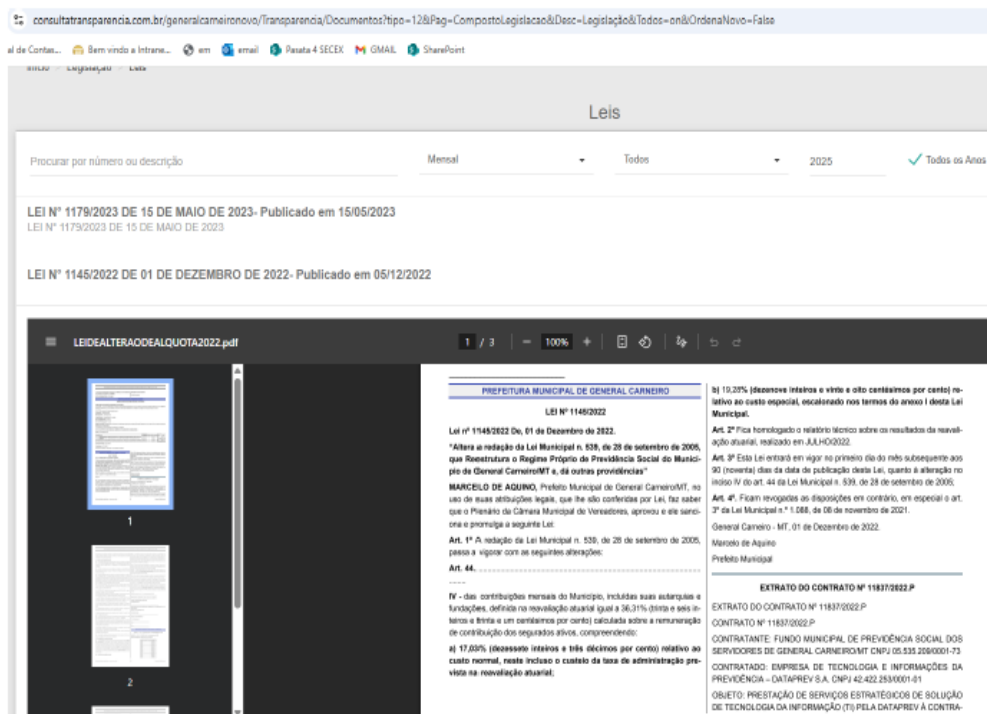 consultatransparencia.com.br/generalcarneironovo/Transparencia/Documentos?tipo=12&Pag=CompostoLegislacao&Desc=Legislação&Todos=on&OrdenaNovo=False
al de Contas... Bem vindo a Intrane... em email Passta 4 SECEX GMAIL SharePoint
Início Legislação Leis
Leis
Procurar por número ou descrição Mensal Todos 2025 Todos os Anos
LEI N° 1179/2023 DE 15 DE MAIO DE 2023- Publicado em 15/05/2023
LEI N° 1179/2023 DE 15 DE MAIO DE 2023
LEI N° 1145/2022 DE 01 DE DEZEMBRO DE 2022- Publicado em 05/12/2022
LEIDEALTERAODEALQUOTA2022.pdf 1 / 3 100%
1
2
PREFEITURA MUNICIPAL DE GENERAL CARNEIRO
LEI Nº 1145/2022
Lei nº 1145/2022 De, 01 de Dezembro de 2022.
"Altera a redação da Lei Municipal n. 539, de 28 de setembro de 2005,
que Reestrutura o Regime Próprio de Previdência Social do Munici-
pio de General Carneiro/MT e, dá outras providências"
MARCELO DE AQUINO, Prefeito Municipal de General Carneiro/MT, no
uso de suas atribuições legais, que lhe são conferidas por Lei, faz saber
que o Plenário da Câmara Municipal de Vereadores, aprovou e ele sanci-
ona e promulga a seguinte Lei:
Art. 1º A redação da Lei Municipal n. 539, de 28 de setembro de 2005,
passa a vigorar com as seguintes alterações:
Art. 44. ........
.....
IV - das contribuições mensais do Município, incluídas suas autarquias e
fundações, definida na reavaliação atuarial igual a 36,31% (trinta e seis in-
teiros e trinta e um centésimos por cento) calculada sobre a remuneração
de contribuição dos segurados ativos, compreendendo:
a) 17,03% (dezessete inteiros e três décimos por cento) relativo ao
custo normal, neste incluso o custeio da taxa de administração pre-
vista na reavaliação atuarial;
b) 19,28% (dezenove inteiros e vinte e oito centésimos por cento) re-
lativo ao custo especial, escalonado nos termos do anexo I desta Lei
Municipal.
Art. 2º Fica homologado o relatório técnico sobre os resultados da reavali-
ação atuarial, realizado em JULHO/2022.
Art. 3º Esta Lei entrará em vigor no primeiro dia do mês subsequente aos
90 (noventa) dias da data de publicação desta Lei, quanto à alteração no
inciso IV do art. 44 da Lei Municipal n. 539, de 28 de setembro de 2005;
Art. 4º. Ficam revogadas as disposições em contrário, em especial o art.
3º da Lei Municipal n.º 1.088, de 08 de novembro de 2021.
General Carneiro - MT, 01 de Dezembro de 2022.
Marcelo de Aquino
Prefeito Municipal
EXTRATO DO CONTRATO Nº 11837/2022.P
EXTRATO DO CONTRATO Nº 11837/2022.P
CONTRATO Nº 11837/2022.P
CONTRATANTE: FUNDO MUNICIPAL DE PREVIDÊNCIA SOCIAL DOS
SERVIDORES DE GENERAL CARNEIRO/MT CNPJ 05.535.209/0001-73
CONTRATADO: EMPRESA DE TECNOLOGIA E INFORMAÇÕES DA
PREVIDÊNCIA – DATAPREV S.A, CNPJ 42.422.253/0001-01
OBJETO: PRESTAÇÃO DE SERVIÇOS ESTRATÉGICOS DE SOLUÇÃO
DE TECNOLOGIA DA INFORMAÇÃO (TI) PELA DATAPREV À CONTRA-